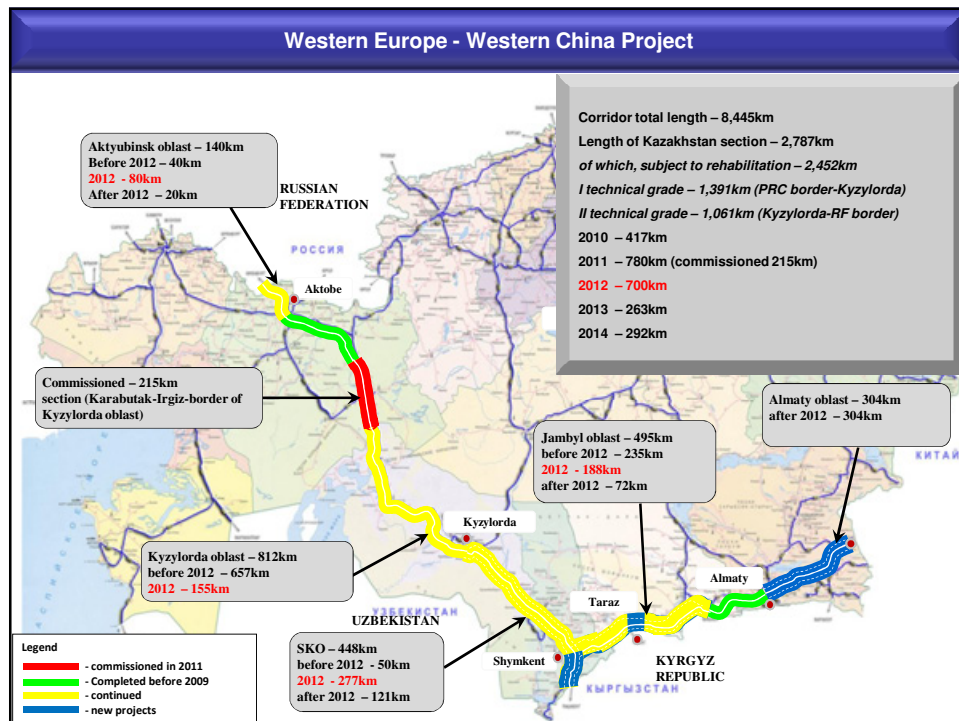 Western Europe - Western China Project
Corridor total length – 8,445km
Length of Kazakhstan section – 2,787km
of which, subject to rehabilitation – 2,452km
I technical grade – 1,391km (PRC border-Kyzylorda)
II technical grade – 1,061km (Kyzylorda-RF border)
2010 – 417km
2011 – 780km (commissioned 215km)
2012 – 700km
2013 – 263km
2014 – 292km
Aktyubinsk oblast – 140km
Before 2012 – 40km
2012 - 80km
After 2012 – 20km
RUSSIAN
FEDERATION
РОССИЯ
Aktobe
Commissioned – 215km
section (Karabutak-Irgiz-border of
Kyzylorda oblast)
Almaty oblast – 304km
after 2012 – 304km
Jambyl oblast – 495km
before 2012 – 235km
2012 - 188km
after 2012 – 72km
КИТАЙ
Kyzylorda
Kyzylorda oblast – 812km
before 2012 – 657km
2012 – 155km
Almaty
Taraz
УЗБЕКИСТАН
UZBEKISTAN
SKO – 448km
before 2012 - 50km
2012 - 277km
after 2012 – 121km
Shymkent
KYRGYZ
REPUBLIC
КЫРГЫЗСТАН
Legend
- commissioned in 2011
- Completed before 2009
- continued
- new projects